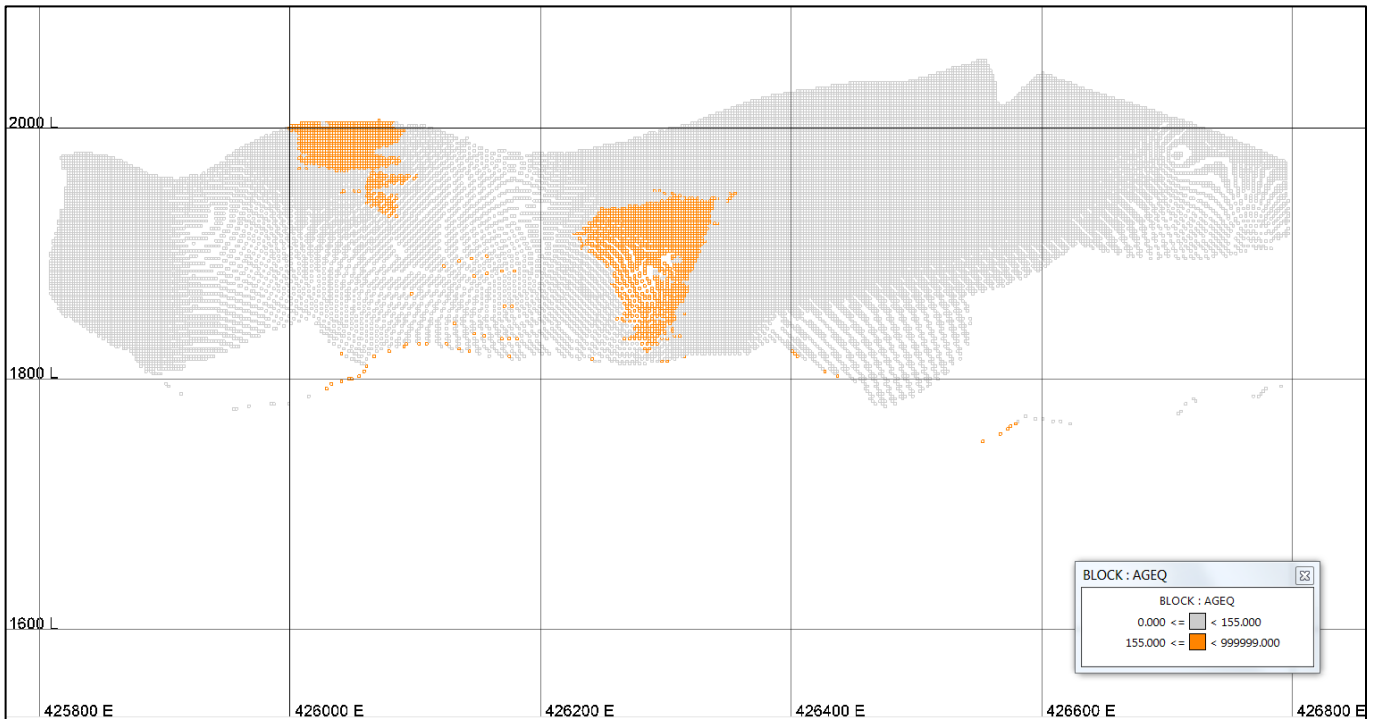 2000 L
1800 L
BLOCK : AGEQ
BLOCK : AGEQ
0.000 <= < 155.000
155.000 <= < 999999.000
1600 L
425800 E 426000 E 426200 E 426400 E 426600 E 426800 E